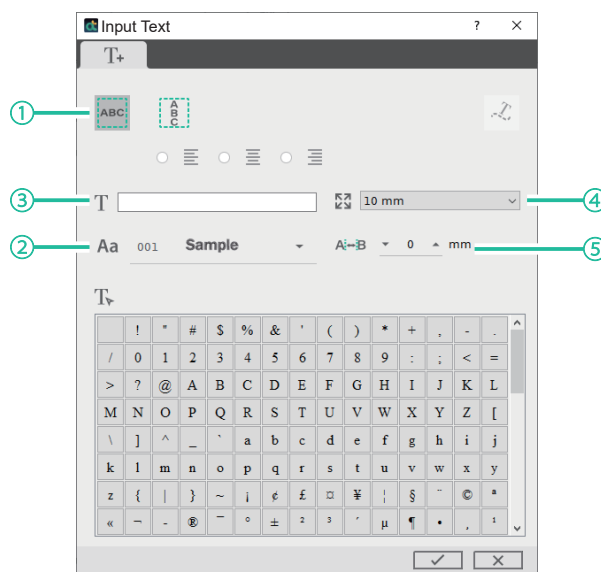 ct Input Text ? ×
T+
① ABC A B C T
③ T 10 mm ④
② Aa 001 Sample A↔B 0 mm ⑤
T
! " # $ % & ' ( ) * + , - .
/ 0 1 2 3 4 5 6 7 8 9 : ; < =
> ? @ A B C D E F G H I J K L
M N O P Q R S T U V W X Y Z [
\ ] ^ _ ` a b c d e f g h i j
k l m n o p q r s t u v w x y
z { | } ~ ¡ ¢ £ ¤ ¥ ¦ § ¨ © ª
« ¬ - ® ¯ ° ± ² ³ ´ µ ¶ • ¸ ¹